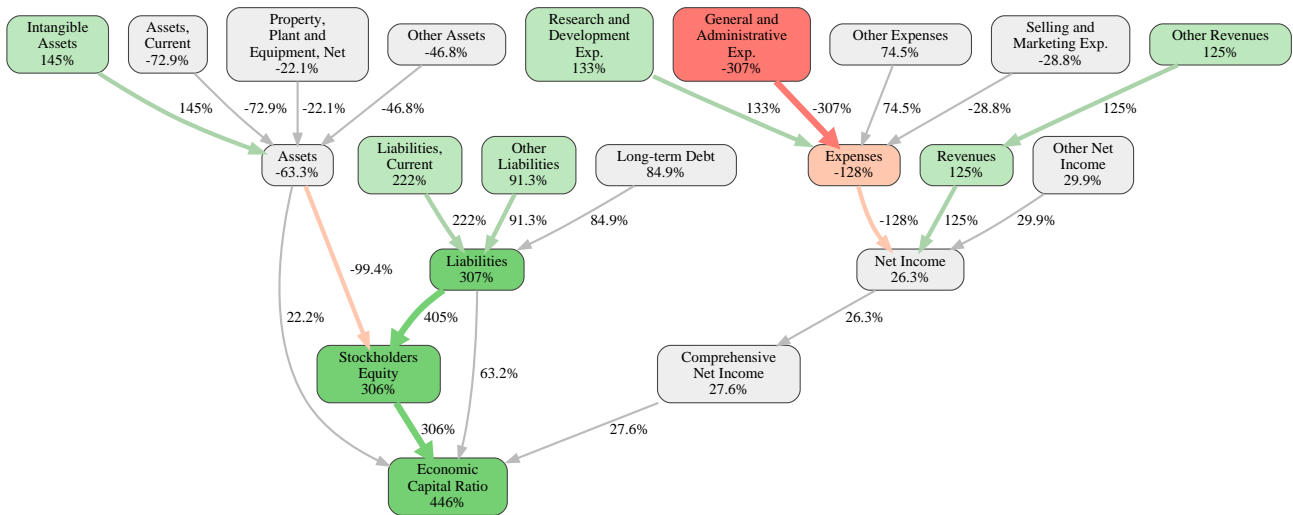 Intangible
Assets
145%
Assets,
Current
-72.9%
Property,
Plant and
Equipment, Net
-22.1%
Other Assets
-46.8%
Research and
Development
Exp.
133%
General and
Administrative
Exp.
-307%
Other Expenses
74.5%
Selling and
Marketing Exp.
-28.8%
Other Revenues
125%
145%
-72.9%
-22.1%
-46.8%
133%
-307%
74.5%
-28.8%
125%
Assets
-63.3%
Liabilities,
Current
222%
Other
Liabilities
91.3%
Long-term Debt
84.9%
Expenses
-128%
Revenues
125%
Other Net
Income
29.9%
222%
91.3%
84.9%
-128%
125%
29.9%
-99.4%
Liabilities
307%
Net Income
26.3%
22.2%
405%
63.2%
26.3%
Stockholders
Equity
306%
Comprehensive
Net Income
27.6%
306%
27.6%
Economic
Capital Ratio
446%